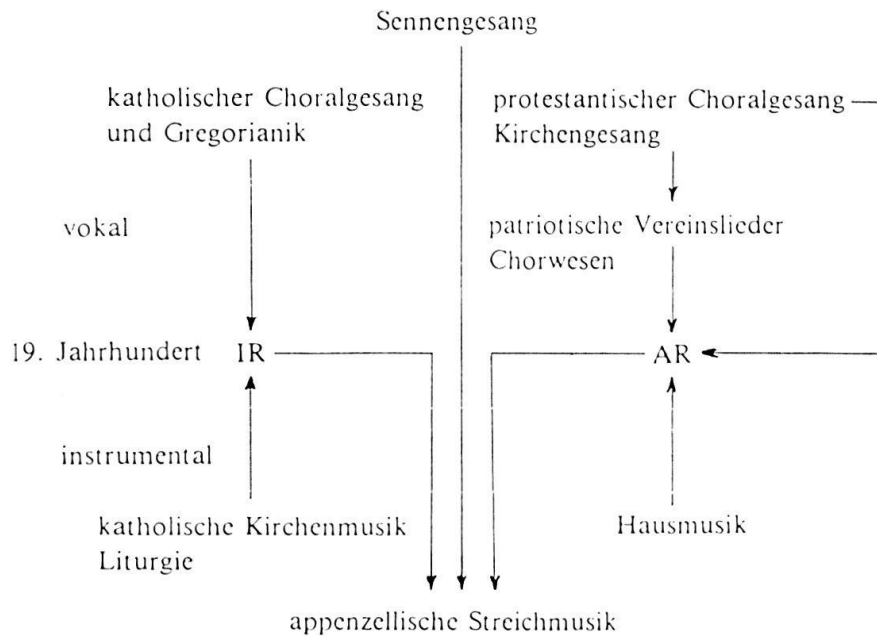 Sennengesang
katholischer Choralgesang
und Gregorianik
protestantischer Choralgesang
Kirchengesang
vokal
patriotische Vereinslieder
Chorwesen
19. Jahrhundert IR
AR
instrumental
katholische Kirchenmusik
Liturgie
Hausmusik
appenzellische Streichmusik